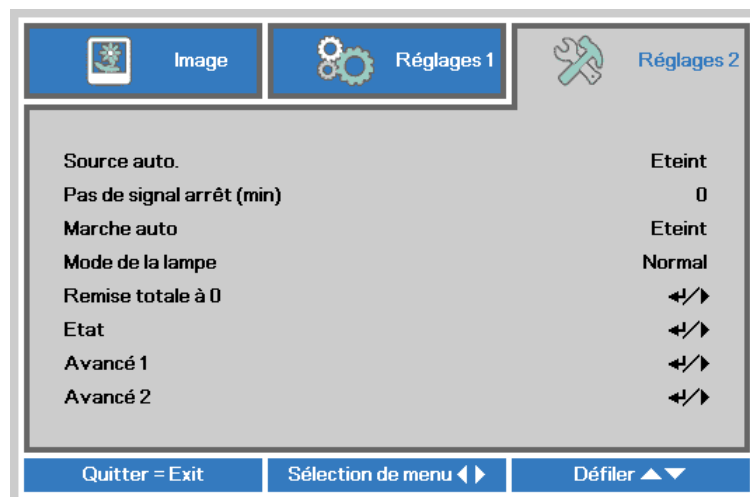 Image Réglages 1 Réglages 2
Source auto. Eteint
Pas de signal arrêt (min) 0
Marche auto Eteint
Mode de la lampe Normal
Remise totale à 0 ↵/▶
Etat ↵/▶
Avancé 1 ↵/▶
Avancé 2 ↵/▶
Quitter = Exit Sélection de menu ◀▶ Défiler ▲▼